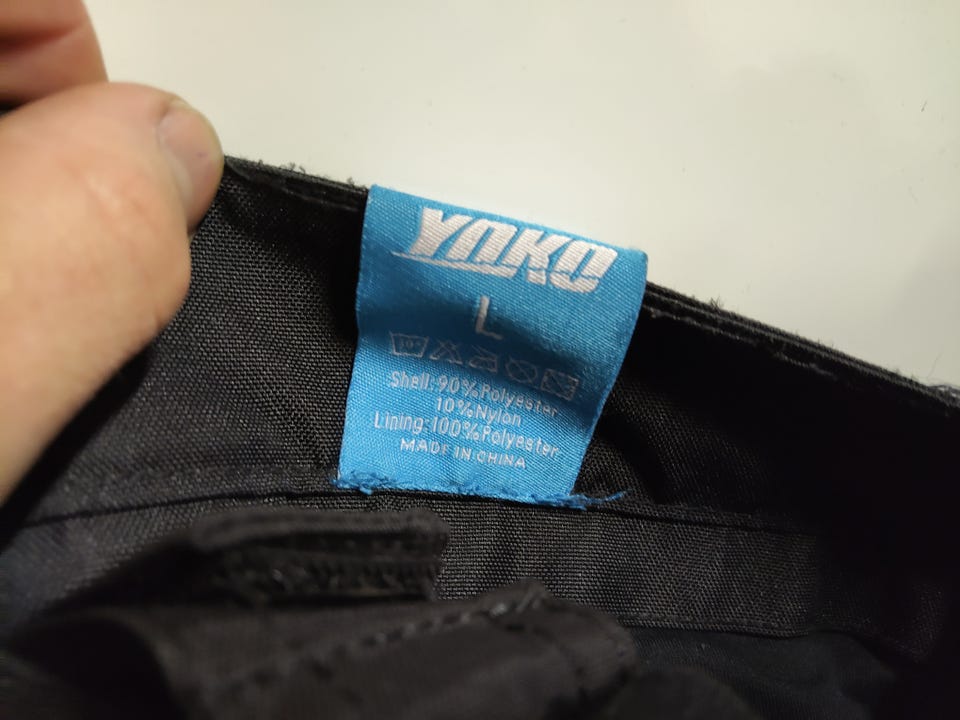 YOKO
L
Shell: 90% Polyester
10% Nylon
Lining: 100% Polyester
MADE IN CHINA